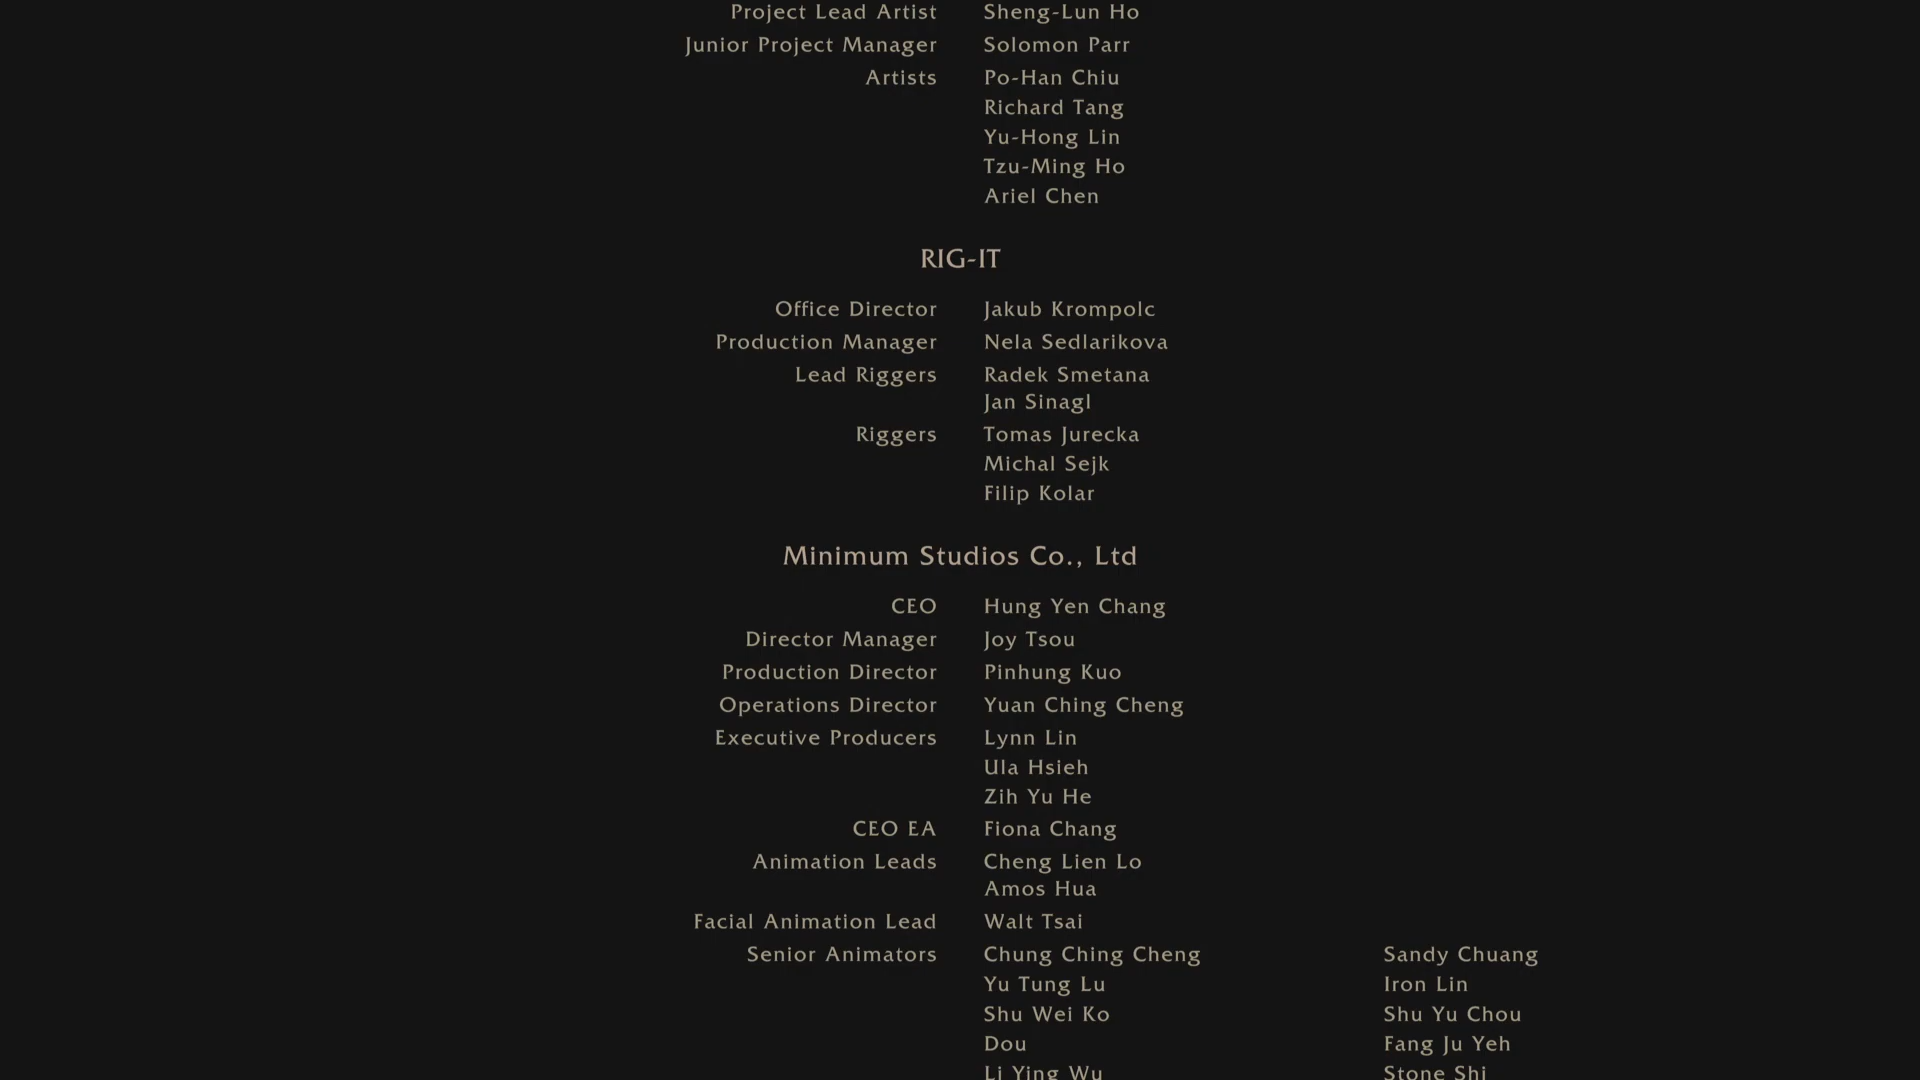 Project Lead Artist Sheng-Lun Ho
Junior Project Manager Solomon Parr
Artists Po-Han Chiu
Richard Tang
Yu-Hong Lin
Tzu-Ming Ho
Ariel Chen
RIG-IT
Office Director Jakub Krompolc
Production Manager Nela Sedlarikova
Lead Riggers Radek Smetana
Jan Sinagl
Riggers Tomas Jurecka
Michal Sejk
Filip Kolar
Minimum Studios Co., Ltd
CEO Hung Yen Chang
Director Manager Joy Tsou
Production Director Pinhung Kuo
Operations Director Yuan Ching Cheng
Executive Producers Lynn Lin
Ula Hsieh
Zih Yu He
CEO EA Fiona Chang
Animation Leads Cheng Lien Lo
Amos Hua
Facial Animation Lead Walt Tsai
Senior Animators Chung Ching Cheng Sandy Chuang
Yu Tung Lu Iron Lin
Shu Wei Ko Shu Yu Chou
Dou Fang Ju Yeh
Li Ying Wu Stone Shi